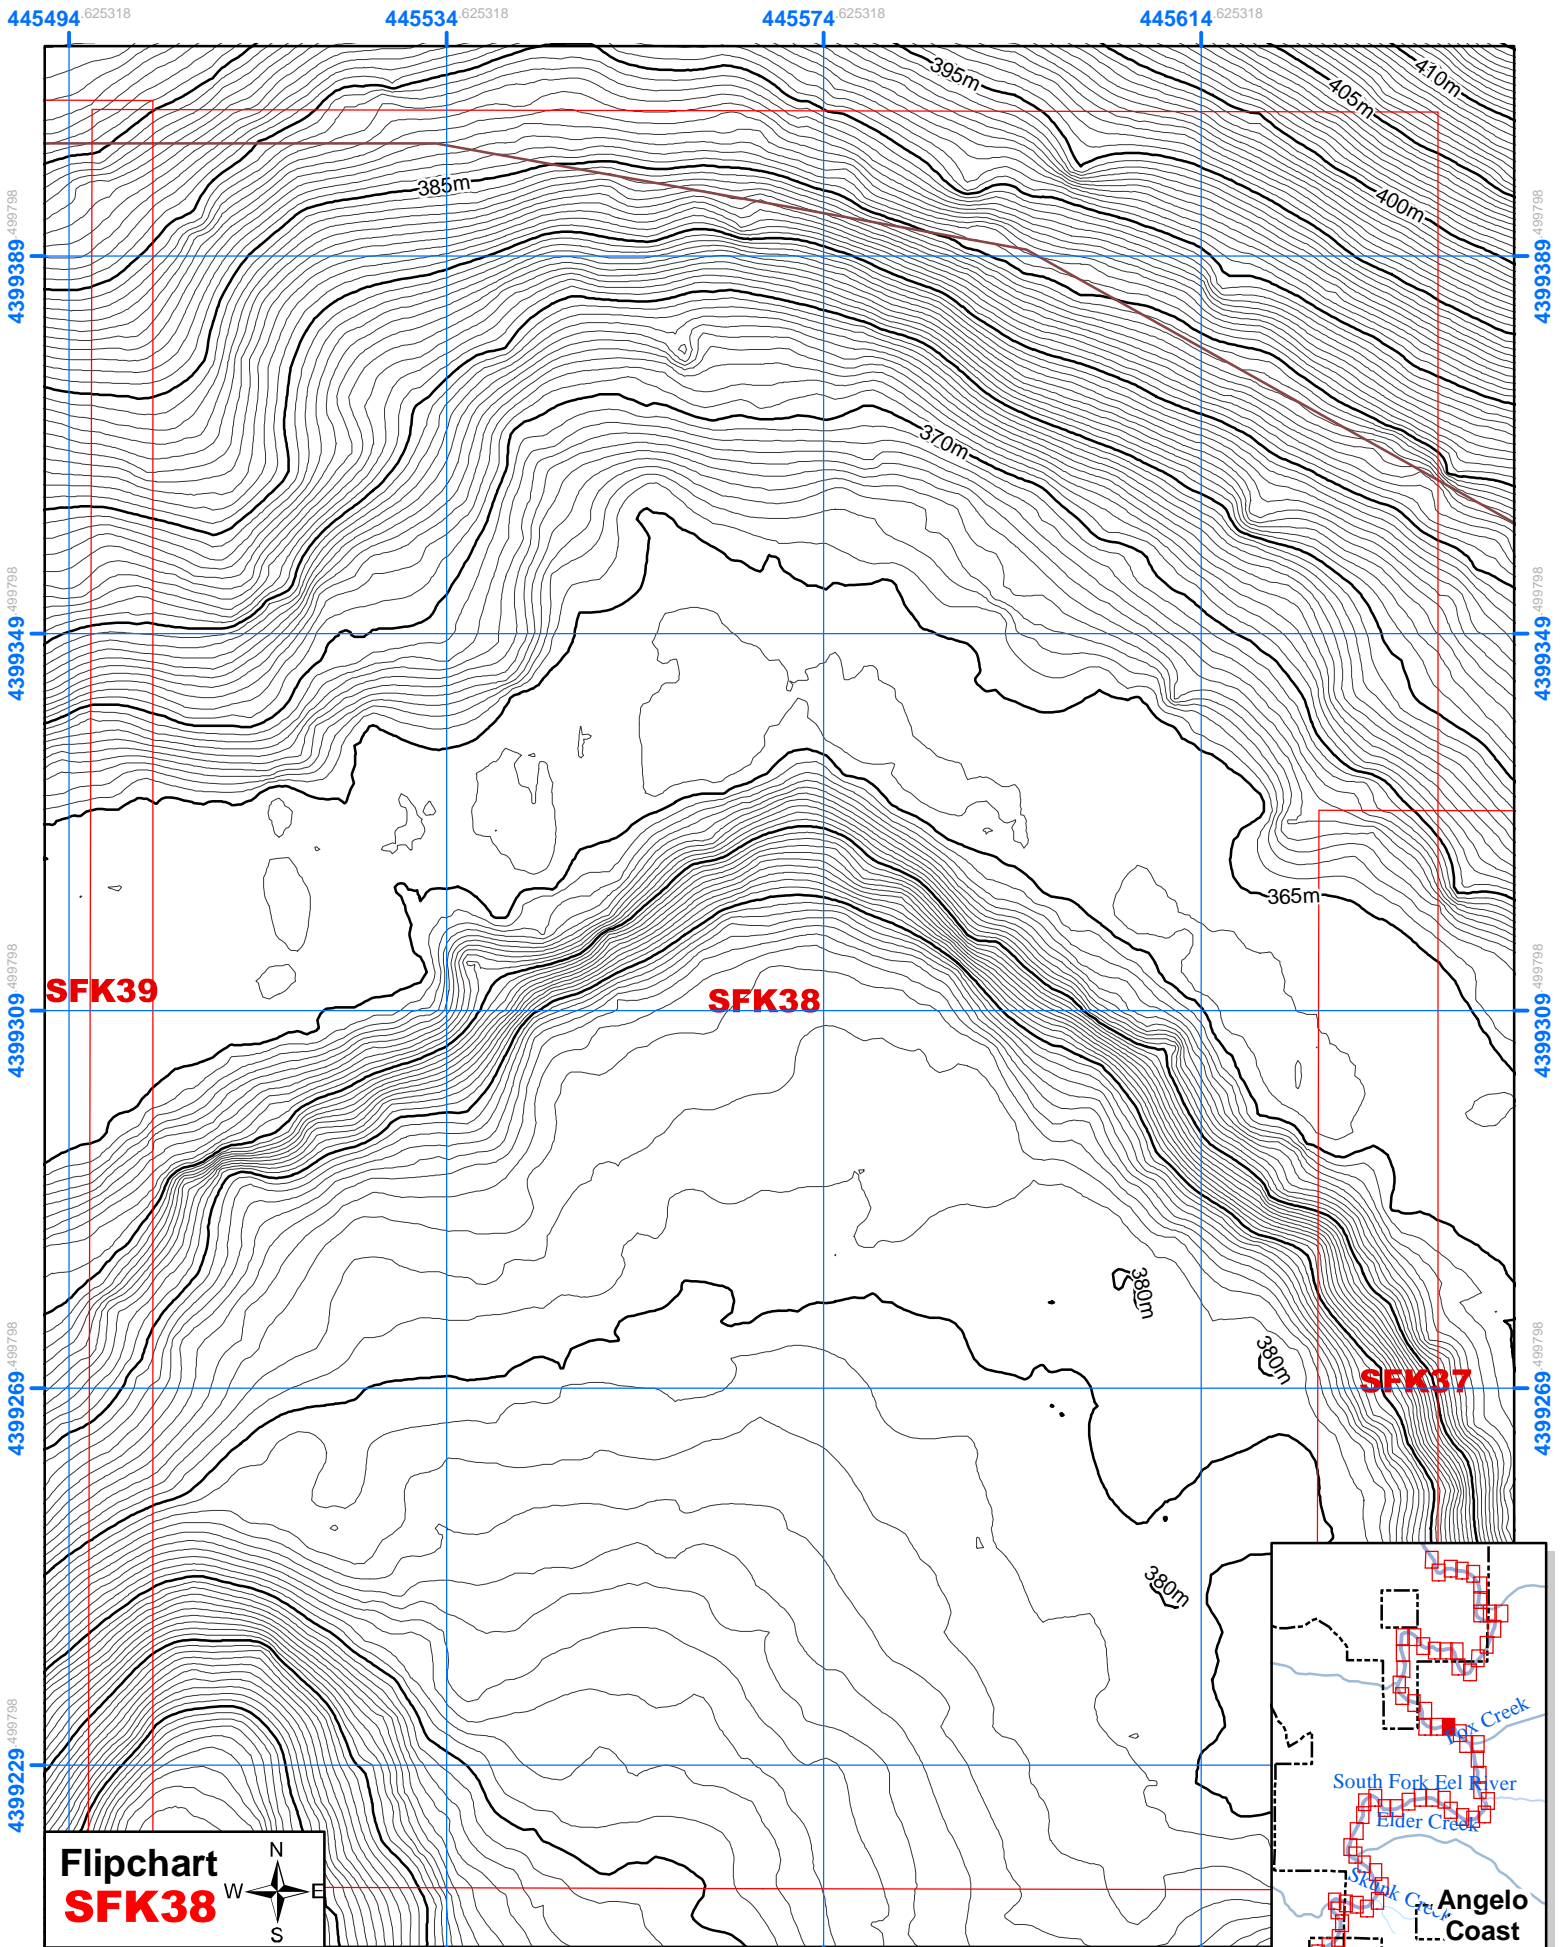 445494.625318 445534.625318 445574.625318 445614.625318
395m
410m
405m
385m
400m
4399389.499798
4399389.499798
370m
4399349.499798
4399349.499798
365m
SFK39
SFK38
4399309.499798
4399309.499798
380m
380m
SFK37
4399269.499798
4399269.499798
380m
Fox Creek
4399229.499798
South Fork Eel River
Elder Creek
Skunk Creek
Flipchart
SFK38
N
W E
S
Angelo
Coast